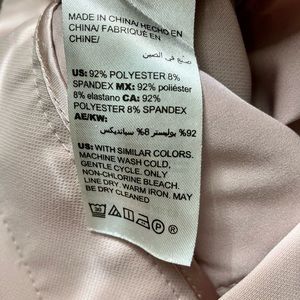 MADE IN CHINA/ HECHO EN
CHINA/ FABRIQUÉ EN
CHINE/
صنع في الصين
US: 92% POLYESTER 8%
SPANDEX MX: 92% poliéster
8% elastano CA: 92%
POLYESTER 8% SPANDEX
AE/KW:
92% بوليستر 8% سباندیکس
US: WITH SIMILAR COLORS.
MACHINE WASH COLD,
GENTLE CYCLE. ONLY
NON-CHLORINE BLEACH.
LINE DRY. WARM IRON. MAY
BE DRY CLEANED
P